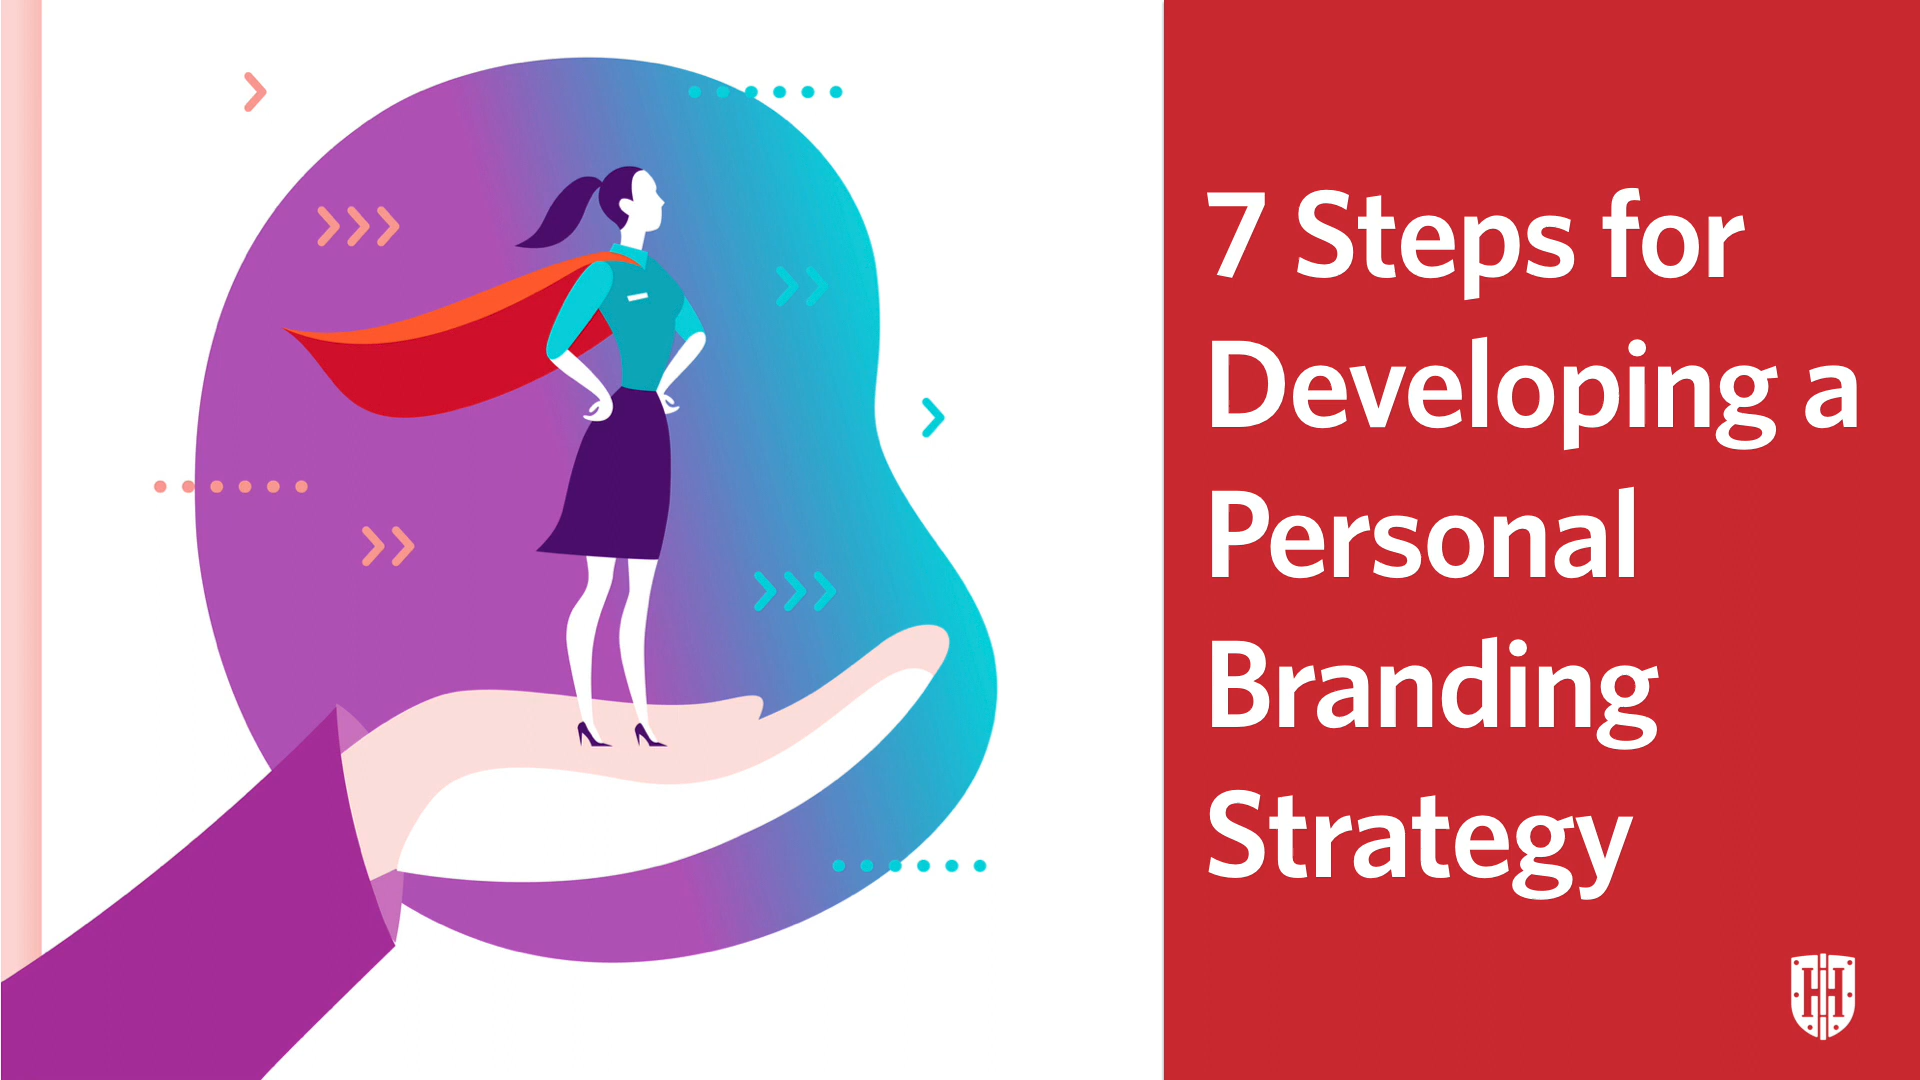 7 Steps for
Developing a
Personal
Branding
Strategy
H H